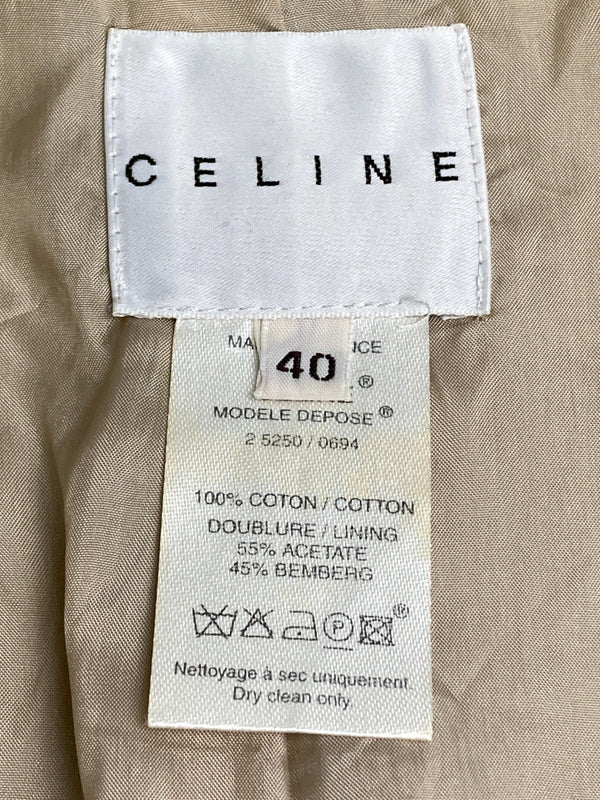 CELINE
40
®
MODELE DEPOSE ®
2 5250 / 0694
100% COTON / COTTON
DOUBLURE / LINING
55% ACETATE
45% BEMBERG
P ®
Nettoyage à sec uniquement.
Dry clean only.